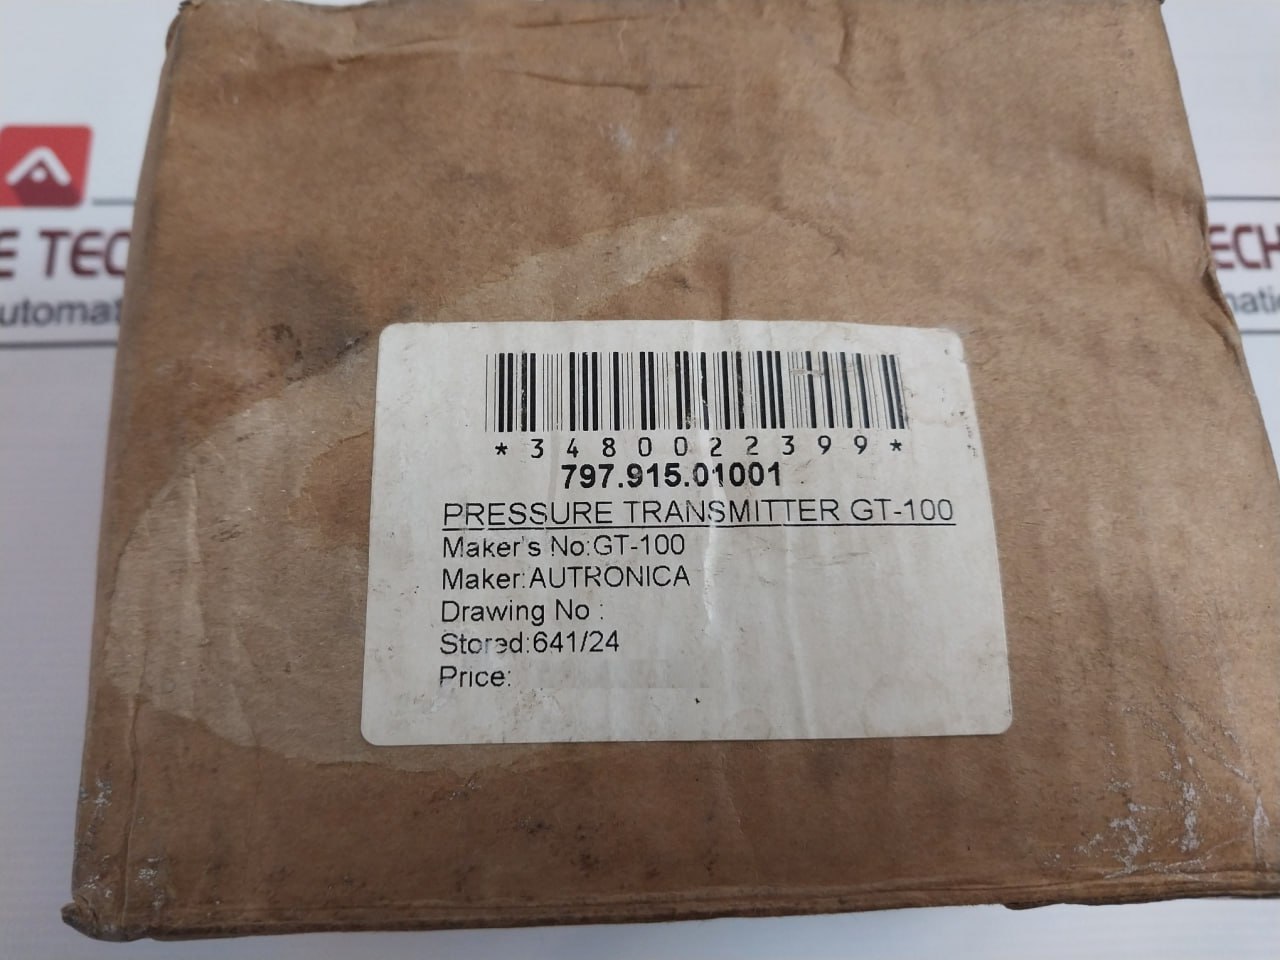 *3480022399*
797.915.01001
PRESSURE TRANSMITTER GT-100
Maker's No:GT-100
Maker:AUTRONICA
Drawing No :
Stored:641/24
Price:
E TEC
utomat
ECH
natio